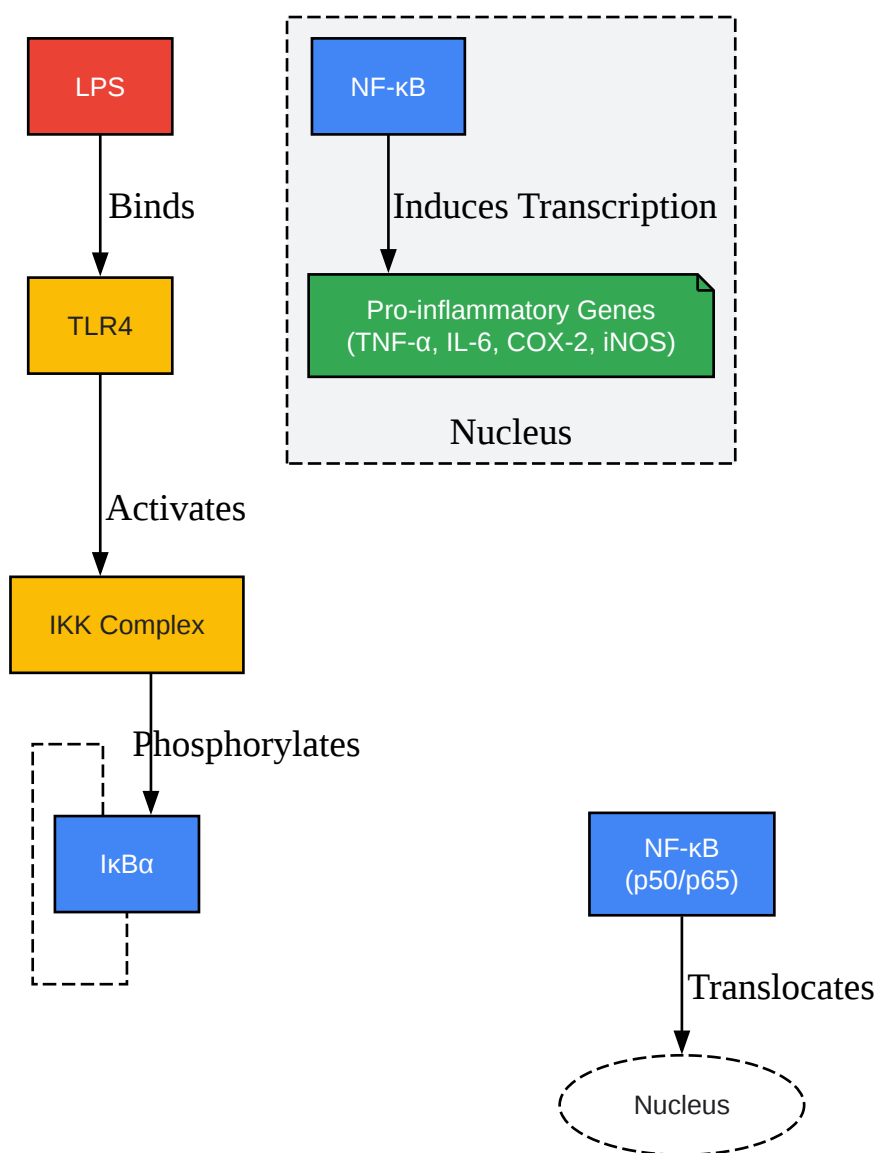 LPS
NF-κB
Binds
Induces Transcription
TLR4
Pro-inflammatory Genes
(TNF-α, IL-6, COX-2, iNOS)
Nucleus
Activates
IKK Complex
Phosphorylates
IκBα
NF-κB
(p50/p65)
Translocates
Nucleus